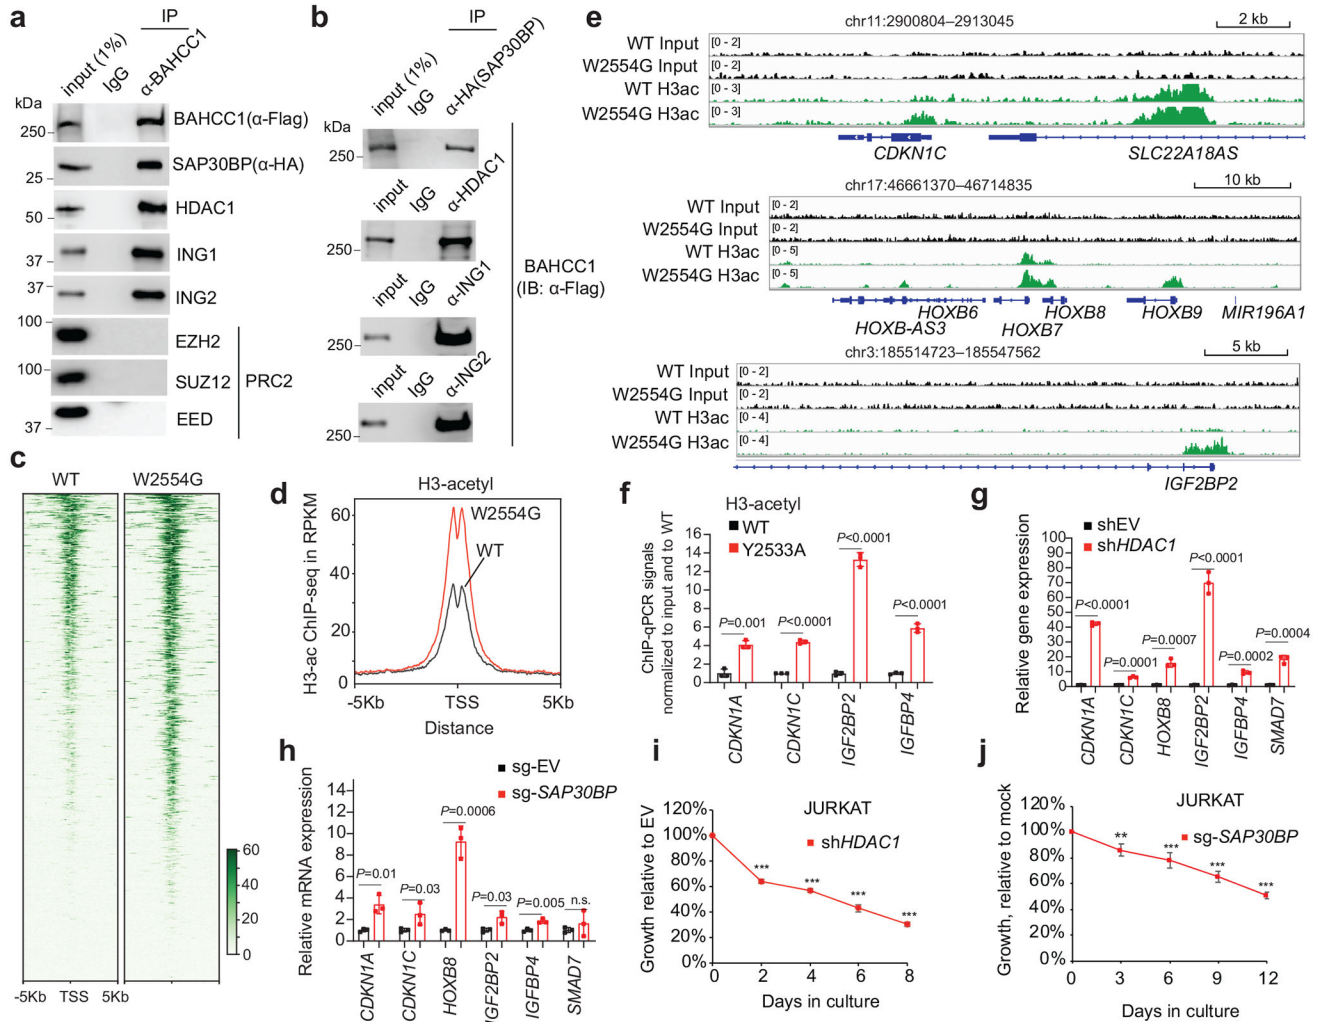 a
IP
input (1%)
IgG
α-BAHCC1
kDa
250
BAHCC1(α-Flag)
25
SAP30BP(α-HA)
50
HDAC1
37
ING1
37
ING2
100
EZH2
100
SUZ12
PRC2
37
EED
b
IP
input (1%)
IgG
α-HA(SAP30BP)
kDa
250
input
IgG
α-HDAC1
250
input
IgG
α-ING1
250
input
IgG
α-ING2
250
BAHCC1
(IB: α-Flag)
c
WT
W2554G
60
40
20
0
-5Kb TSS 5Kb
d
H3-acetyl
H3-ac ChIP-seq in RPKM
60
40
20
0
W2554G
WT
-5Kb
TSS
5Kb
Distance
e
chr11:2900804–2913045
2 kb
WT Input [0 - 2]
W2554G Input [0 - 2]
WT H3ac [0 - 3]
W2554G H3ac [0 - 3]
CDKN1C
SLC22A18AS
chr17:46661370–46714835
10 kb
WT Input [0 - 2]
W2554G Input [0 - 2]
WT H3ac [0 - 5]
W2554G H3ac [0 - 5]
HOXB6
HOXB8
HOXB9
MIR196A1
HOXB-AS3
HOXB7
chr3:185514723–185547562
5 kb
WT Input [0 - 2]
W2554G Input [0 - 2]
WT H3ac [0 - 4]
W2554G H3ac [0 - 4]
IGF2BP2
f
H3-acetyl
WT
Y2533A
ChIP-qPCR signals
normalized to input and to WT
16
14
12
10
8
6
4
2
0
P=0.001
P<0.0001
P<0.0001
P<0.0001
CDKN1A
CDKN1C
IGF2BP2
IGFBP4
g
shEV
shHDAC1
Relative gene expression
100
90
80
70
60
50
40
30
20
10
0
P<0.0001
P=0.0001
P=0.0007
P<0.0001
P=0.0002
P=0.0004
CDKN1A
CDKN1C
HOXB8
IGF2BP2
IGFBP4
SMAD7
h
sg-EV
sg-SAP30BP
Relative mRNA expression
14
12
10
8
6
4
2
0
P=0.01
P=0.03
P=0.0006
P=0.03
P=0.005
n.s.
CDKN1A
CDKN1C
HOXB8
IGF2BP2
IGFBP4
SMAD7
i
JURKAT
shHDAC1
Growth relative to EV
120%
100%
80%
60%
40%
20%
0%
***
***
***
***
0
2
4
6
8
Days in culture
j
JURKAT
sg-SAP30BP
Growth, relative to mock
120%
100%
80%
60%
40%
20%
0%
**
***
***
***
0
3
6
9
12
Days in culture